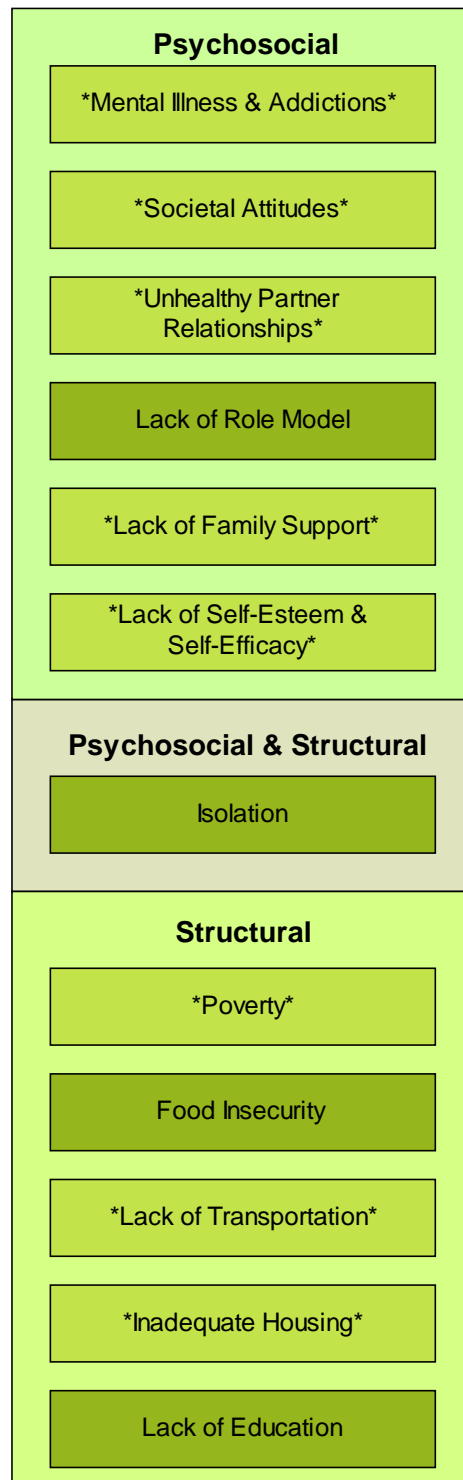 Psychosocial
*Mental Illness & Addictions*
*Societal Attitudes*
*Unhealthy Partner
Relationships*
Lack of Role Model
*Lack of Family Support*
*Lack of Self-Esteem &
Self-Efficacy*
Psychosocial & Structural
Isolation
Structural
*Poverty*
Food Insecurity
*Lack of Transportation*
*Inadequate Housing*
Lack of Education